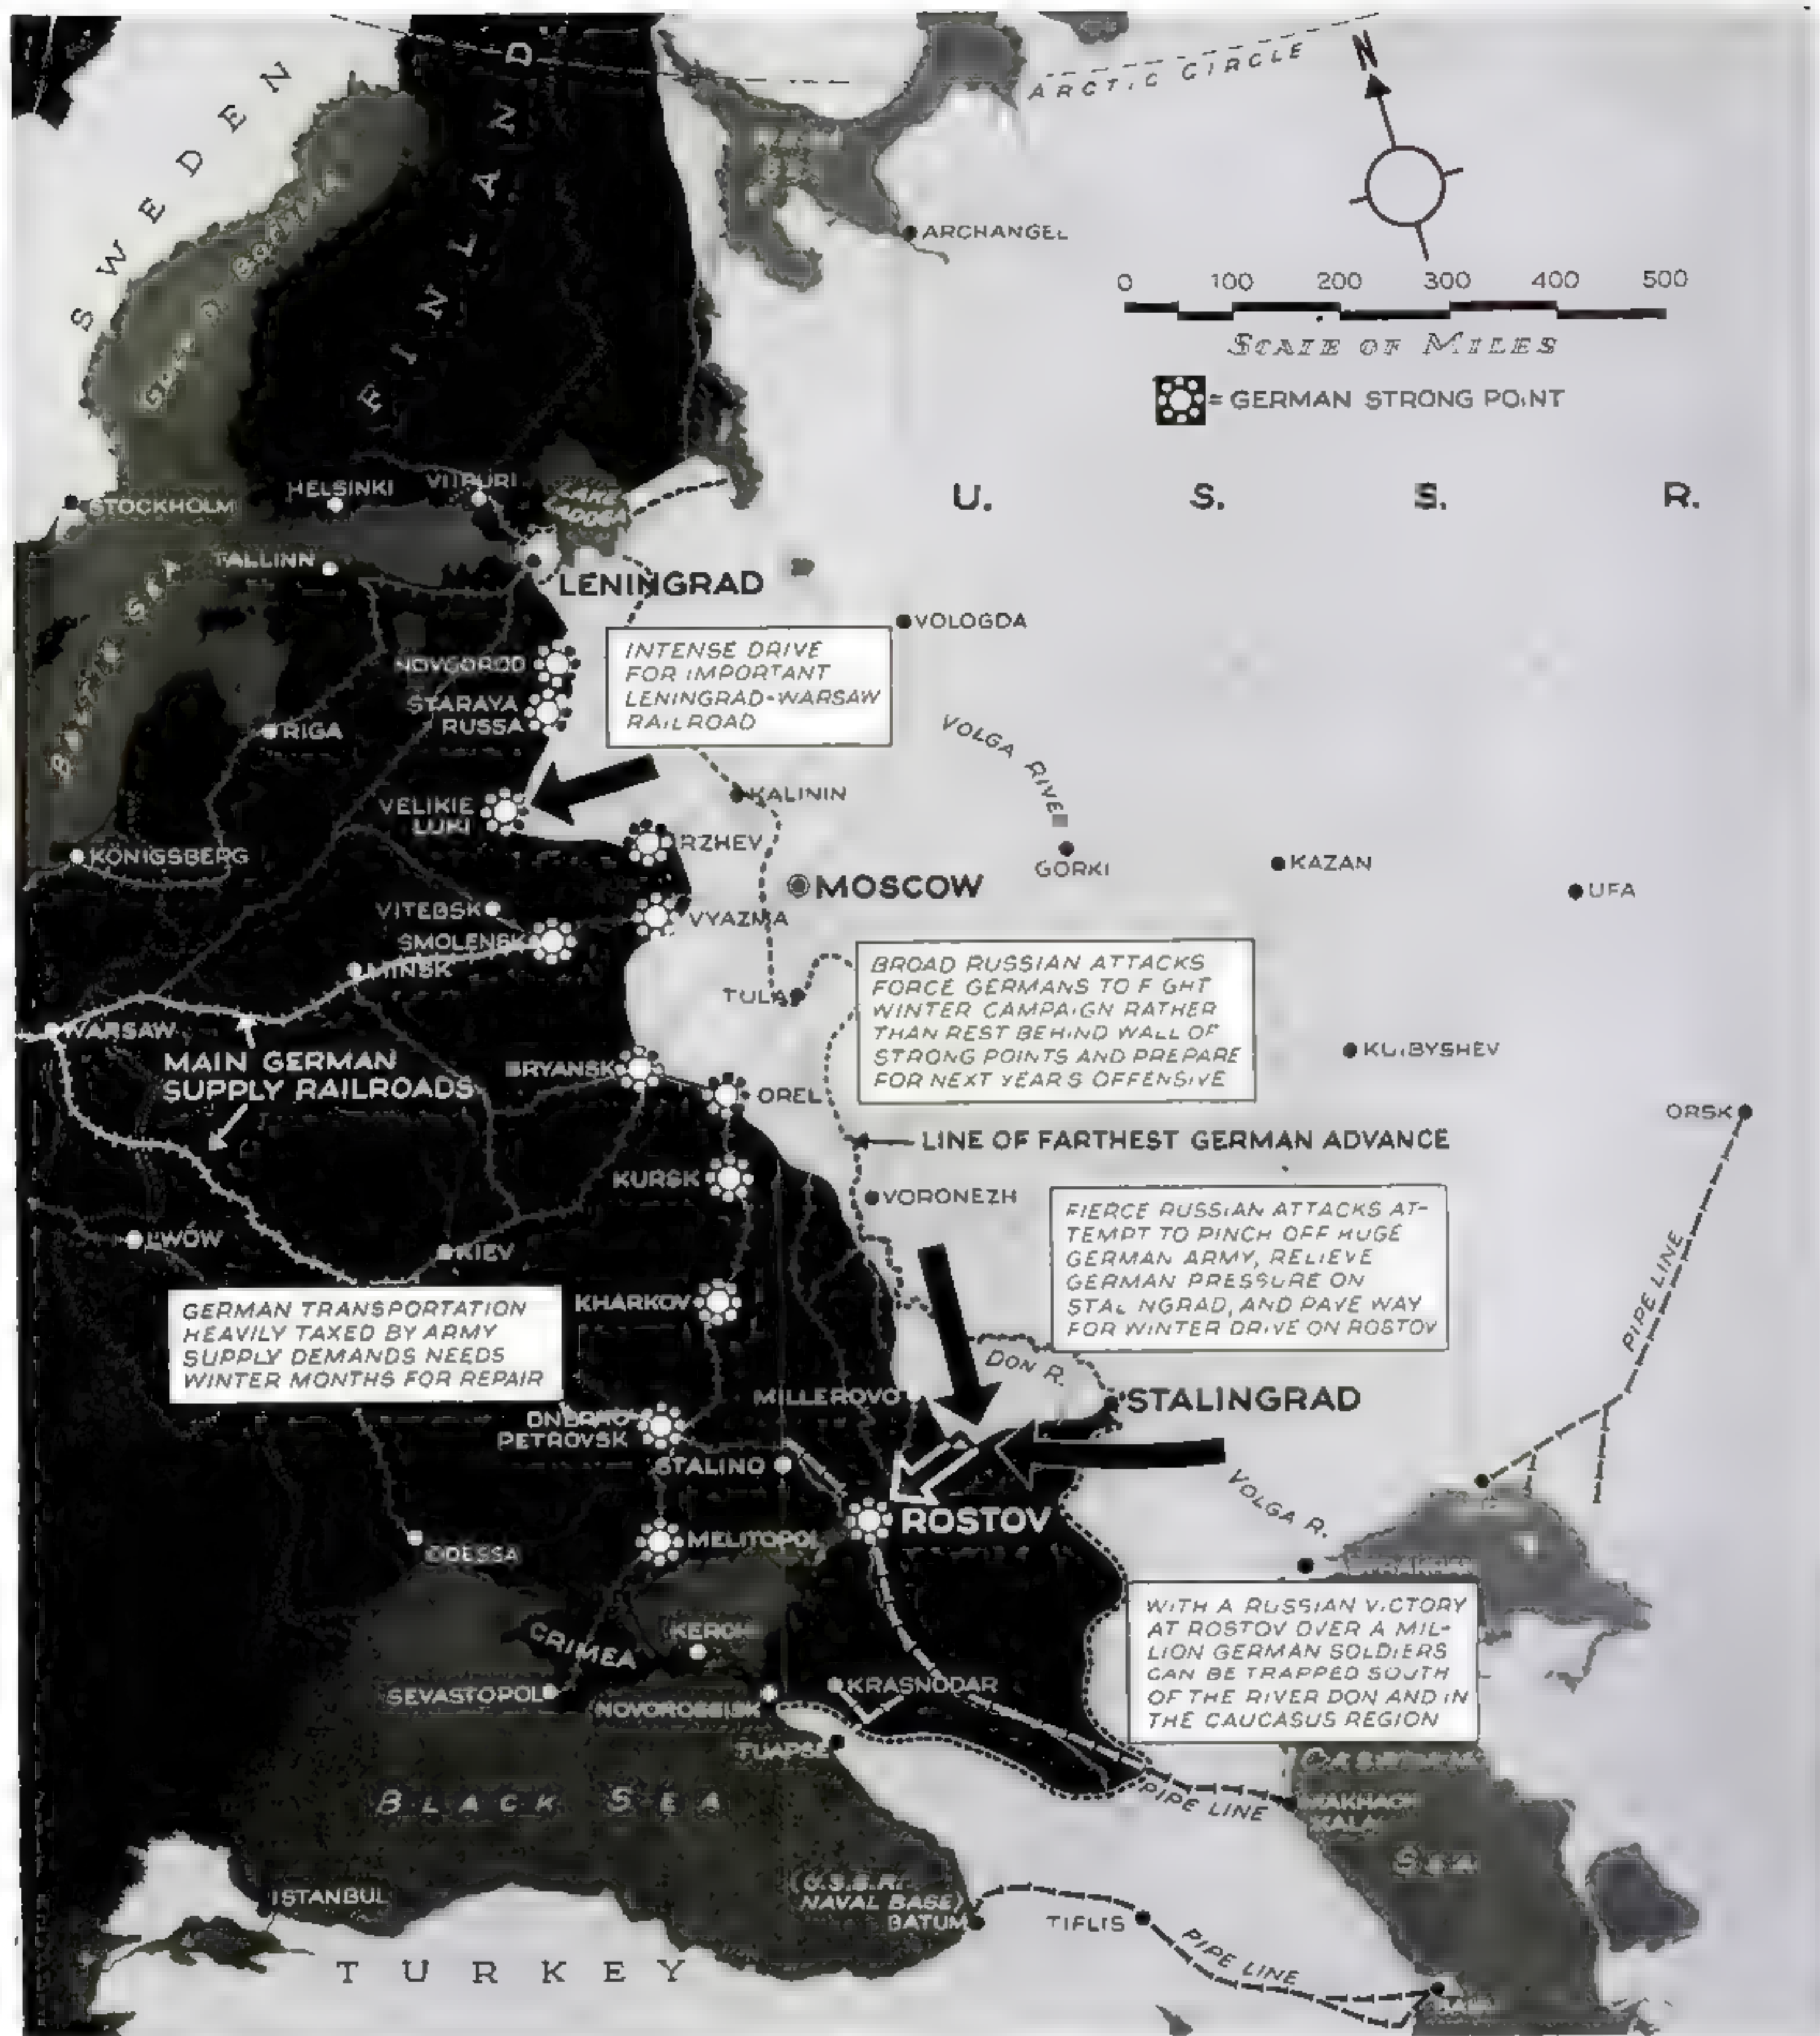 SWEDEN
FINLAND
ARCTIC CIRCLE
N
ARCHANGEL
0 100 200 300 400 500
SCALE OF MILES
= GERMAN STRONG POINT
U. S. S. R.
STOCKHOLM
HELSINKI
VIIPURI
TALLINN
LENINGRAD
VOLOGDA
NOVGOROD
STARAYA
RUSSA
INTENSE DRIVE
FOR IMPORTANT
LENINGRAD-WARSAW
RAILROAD
RIGA
VOLGA RIVER
VELIKIE
LUKI
KALININ
RZHEV
KÖNIGSBERG
MOSCOW
GORKI
KAZAN
UFA
VITEBSK
VYAZMA
SMOLENSK
MINSK
TULA
BROAD RUSSIAN ATTACKS
FORCE GERMANS TO FIGHT
WINTER CAMPAIGN RATHER
THAN REST BEHIND WALL OF
STRONG POINTS AND PREPARE
FOR NEXT YEARS OFFENSIVE
WARSAW
MAIN GERMAN
SUPPLY RAILROADS
KUIBYSHEV
BRYANSK
OREL
ORSK
LINE OF FARTHEST GERMAN ADVANCE
KURSK
VORONEZH
LWÓW
KIEV
FIERCE RUSSIAN ATTACKS AT-
TEMPT TO PINCH OFF HUGE
GERMAN ARMY, RELIEVE
GERMAN PRESSURE ON
STALINGRAD, AND PAVE WAY
FOR WINTER DRIVE ON ROSTOV
PIPE LINE
GERMAN TRANSPORTATION
HEAVILY TAXED BY ARMY
SUPPLY DEMANDS NEEDS
WINTER MONTHS FOR REPAIR
KHARKOV
DON R.
MILLEROVO
STALINGRAD
DNEPRO
PETROVSK
STALINO
VOLGA R.
ROSTOV
MELITOPOL
ODESSA
WITH A RUSSIAN VICTORY
AT ROSTOV OVER A MIL-
LION GERMAN SOLDIERS
CAN BE TRAPPED SOUTH
OF THE RIVER DON AND IN
THE CAUCASUS REGION
CRIMEA
KERCH
SEVASTOPOL
KRASNODAR
NOVOROSSISK
TUAPSE
CASPIAN
SEA
PIPE LINE
MAKHACH
KALA
BLACK SEA
(U.S.S.R.
NAVAL BASE)
BATUM
ISTANBUL
TIFLIS
PIPE LINE
TURKEY